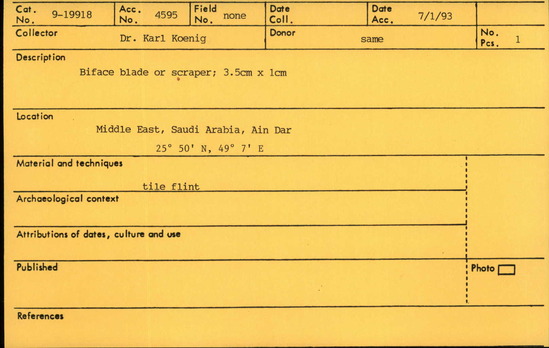 Cat. No. 9-19918 Acc. No. 4595 Field No. none Date Coll. Date Acc. 7/1/93
Collector Dr. Karl Koenig Donor same No. Pcs. 1
Description
Biface blade or scraper; 3.5cm x 1cm
Location
Middle East, Saudi Arabia, Ain Dar
25° 50' N, 49° 7' E
Material and techniques
tile flint
Archaeological context
Attributions of dates, culture and use
Published Photo
References